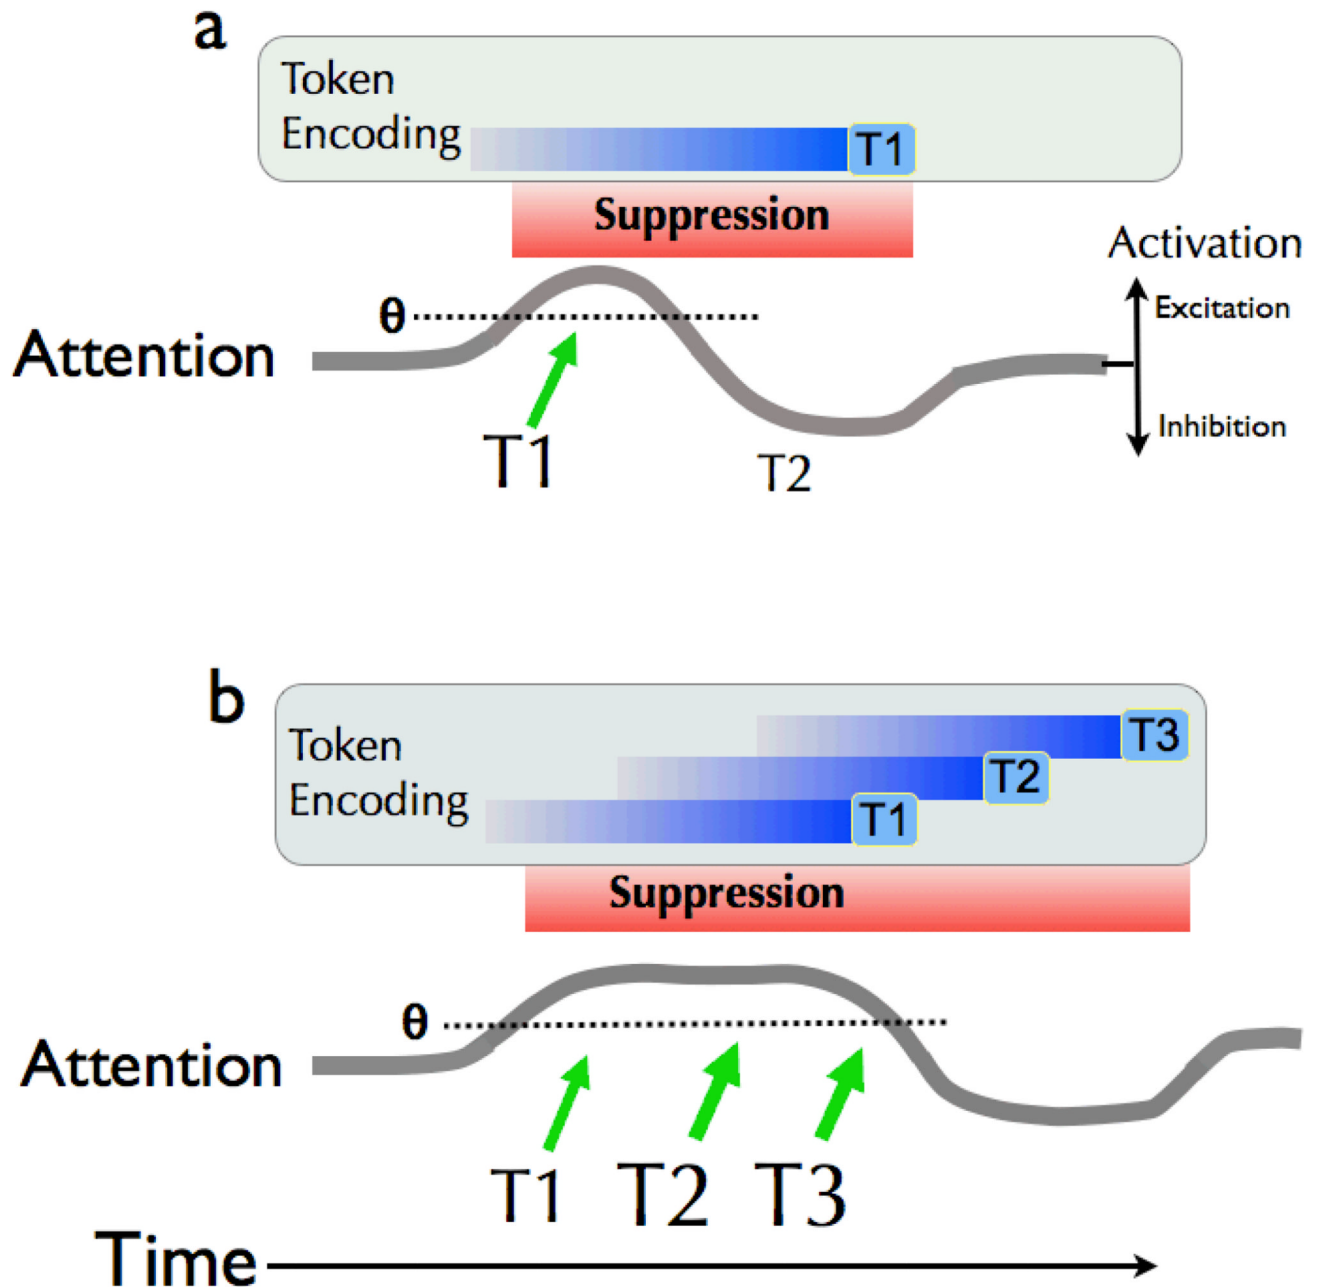 a
Token
Encoding
T1
Suppression
Activation
Excitation
θ
Attention
Inhibition
T1
T2
b
Token
Encoding
T3
T2
T1
Suppression
θ
Attention
T1 T2 T3
Time